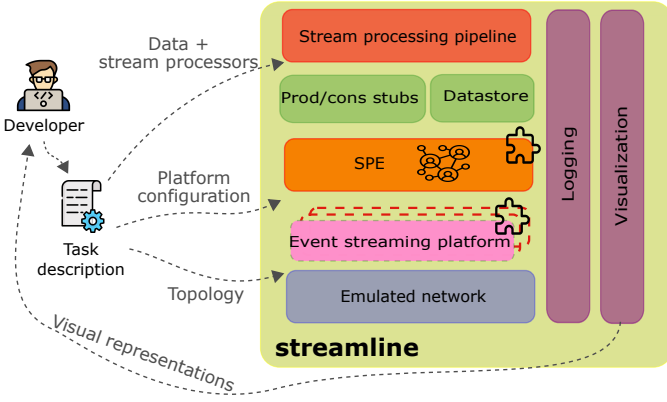 Data +
stream processors
Developer
Platform
configuration
Task
description
Topology
Visual representations
Stream processing pipeline
Prod/cons stubs
Datastore
SPE
Event streaming platform
Emulated network
streamline
Logging
Visualization